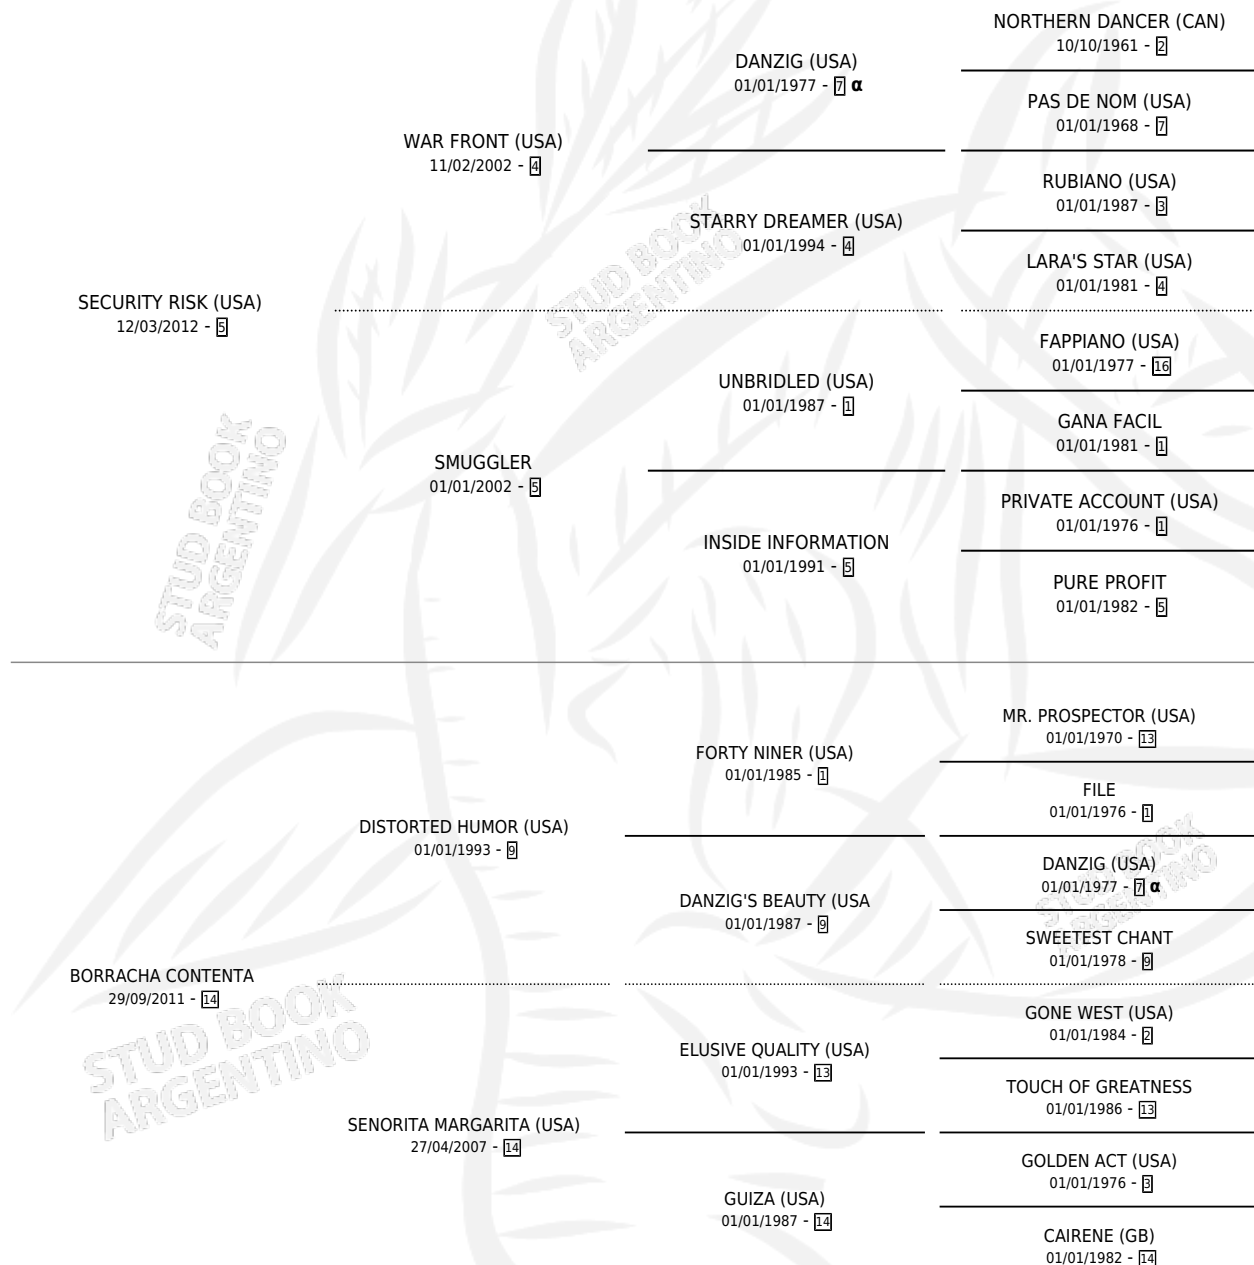 NORTHERN DANCER (CAN)
10/10/1961 - 2
DANZIG (USA)
01/01/1977 - 7 α
PAS DE NOM (USA)
01/01/1968 - 7
WAR FRONT (USA)
11/02/2002 - 4
RUBIANO (USA)
01/01/1987 - 3
STARRY DREAMER (USA)
01/01/1994 - 4
LARA'S STAR (USA)
01/01/1981 - 4
SECURITY RISK (USA)
12/03/2012 - 5
FAPPIANO (USA)
01/01/1977 - 16
UNBRIDLED (USA)
01/01/1987 - 1
GANA FACIL
01/01/1981 - 1
SMUGGLER
01/01/2002 - 5
PRIVATE ACCOUNT (USA)
01/01/1976 - 1
INSIDE INFORMATION
01/01/1991 - 5
PURE PROFIT
01/01/1982 - 5
MR. PROSPECTOR (USA)
01/01/1970 - 13
FORTY NINER (USA)
01/01/1985 - 1
FILE
01/01/1976 - 1
DISTORTED HUMOR (USA)
01/01/1993 - 9
DANZIG (USA)
01/01/1977 - 7 α
DANZIG'S BEAUTY (USA
01/01/1987 - 9
SWEETEST CHANT
01/01/1978 - 9
BORRACHA CONTENTA
29/09/2011 - 14
GONE WEST (USA)
01/01/1984 - 2
ELUSIVE QUALITY (USA)
01/01/1993 - 13
TOUCH OF GREATNESS
01/01/1986 - 13
SENORITA MARGARITA (USA)
27/04/2007 - 14
GOLDEN ACT (USA)
01/01/1976 - 3
GUIZA (USA)
01/01/1987 - 14
CAIRENE (GB)
01/01/1982 - 14
STUD BOOK
ARGENTINO
STUD BOOK
ARGENTINO
STUD BOOK
ARGENTINO
STUD BOOK
ARGENTINO